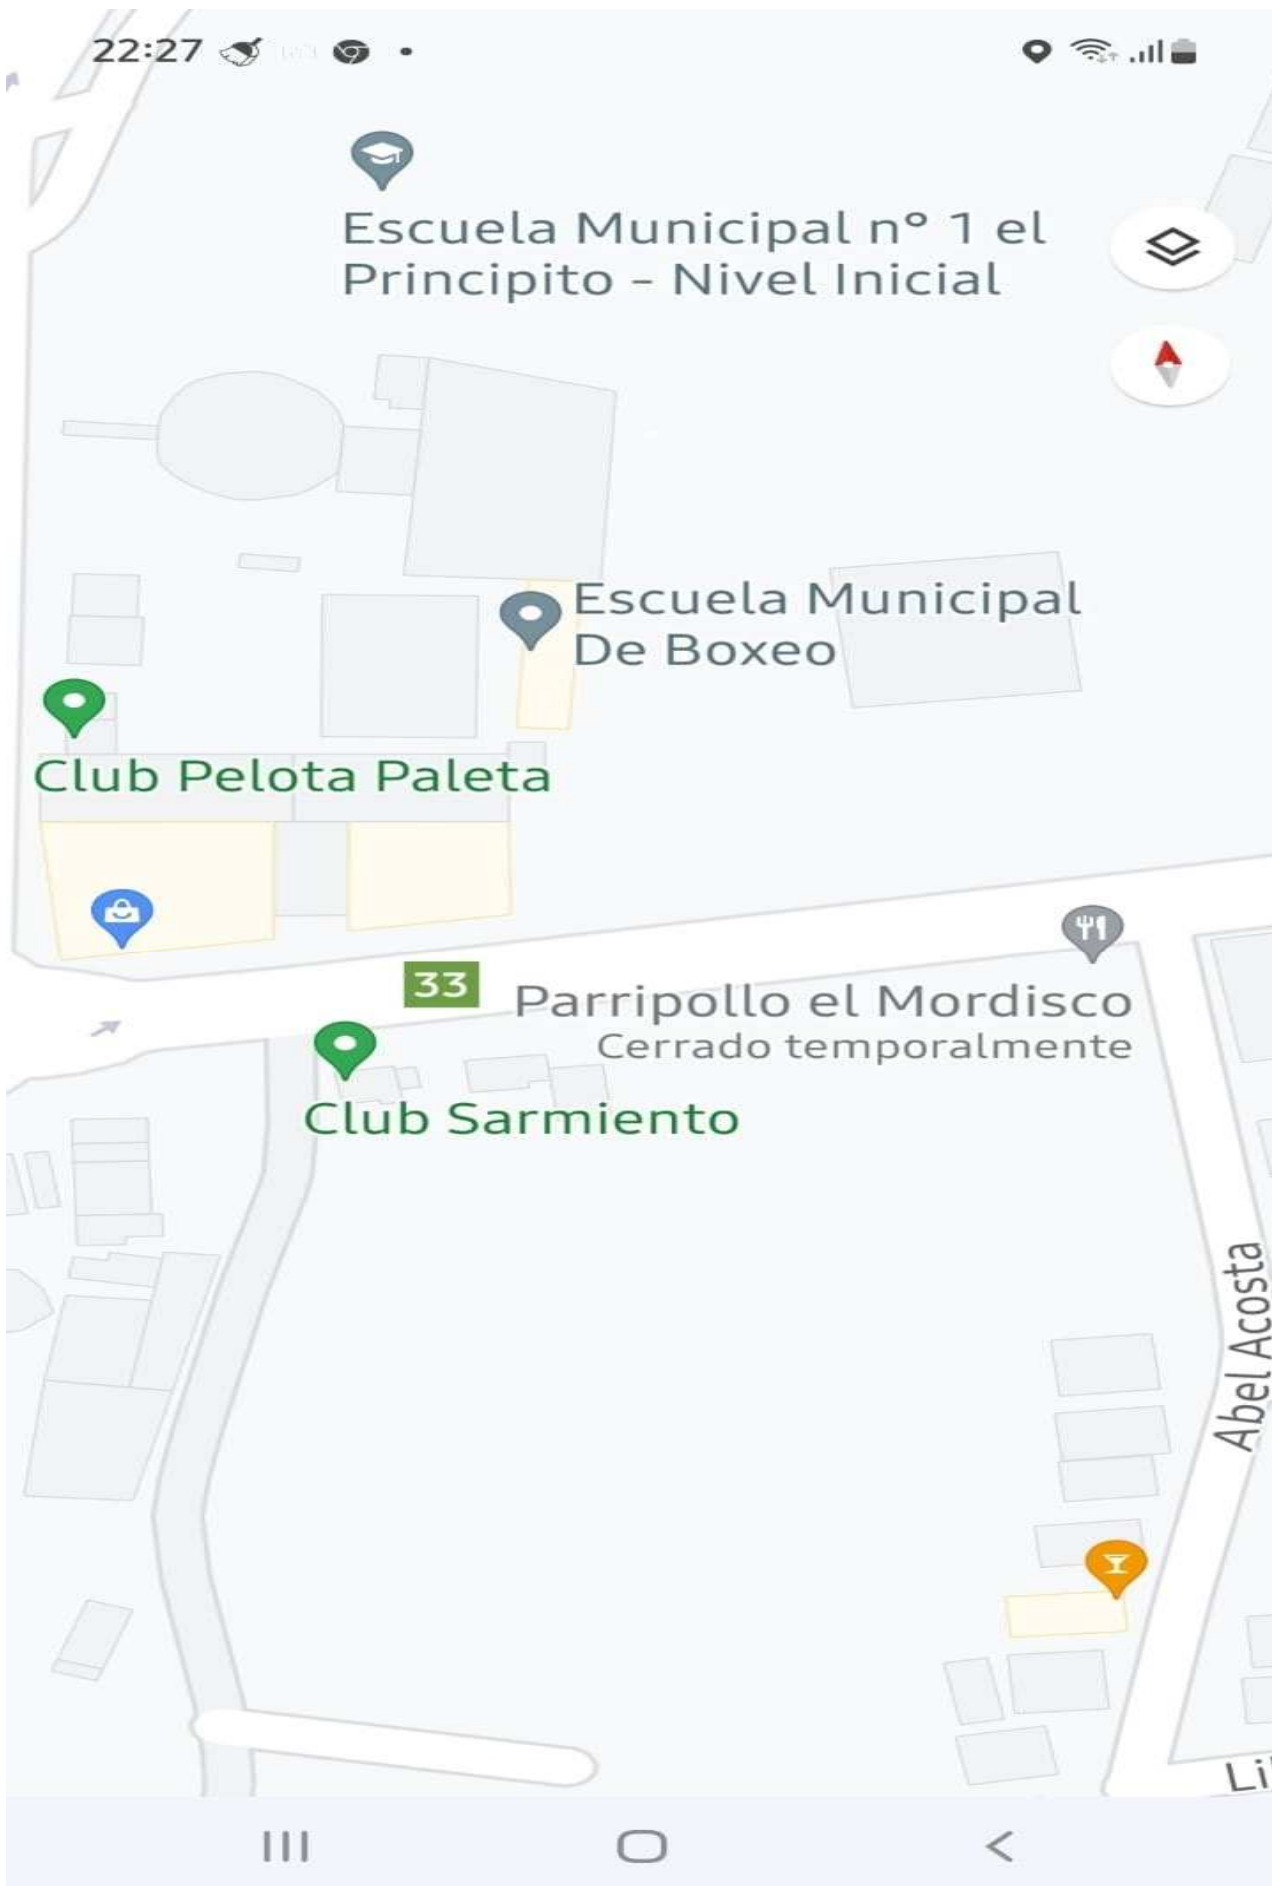 22:27
Escuela Municipal n° 1 el
Principito - Nivel Inicial
Escuela Municipal
De Boxeo
Club Pelota Paleta
33
Parripollo el Mordisco
Cerrado temporalmente
Club Sarmiento
Abel Acosta